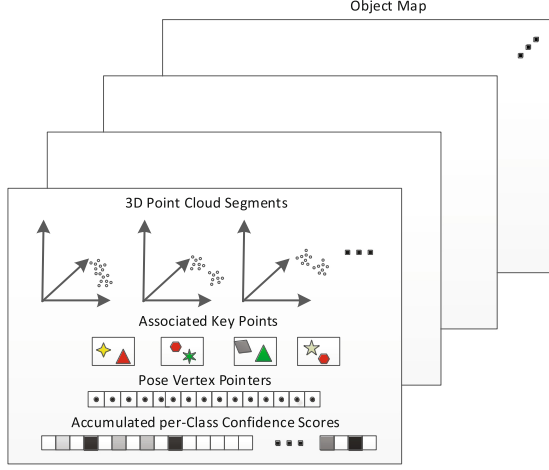 Object Map
3D Point Cloud Segments
Associated Key Points
Pose Vertex Pointers
Accumulated per-Class Confidence Scores